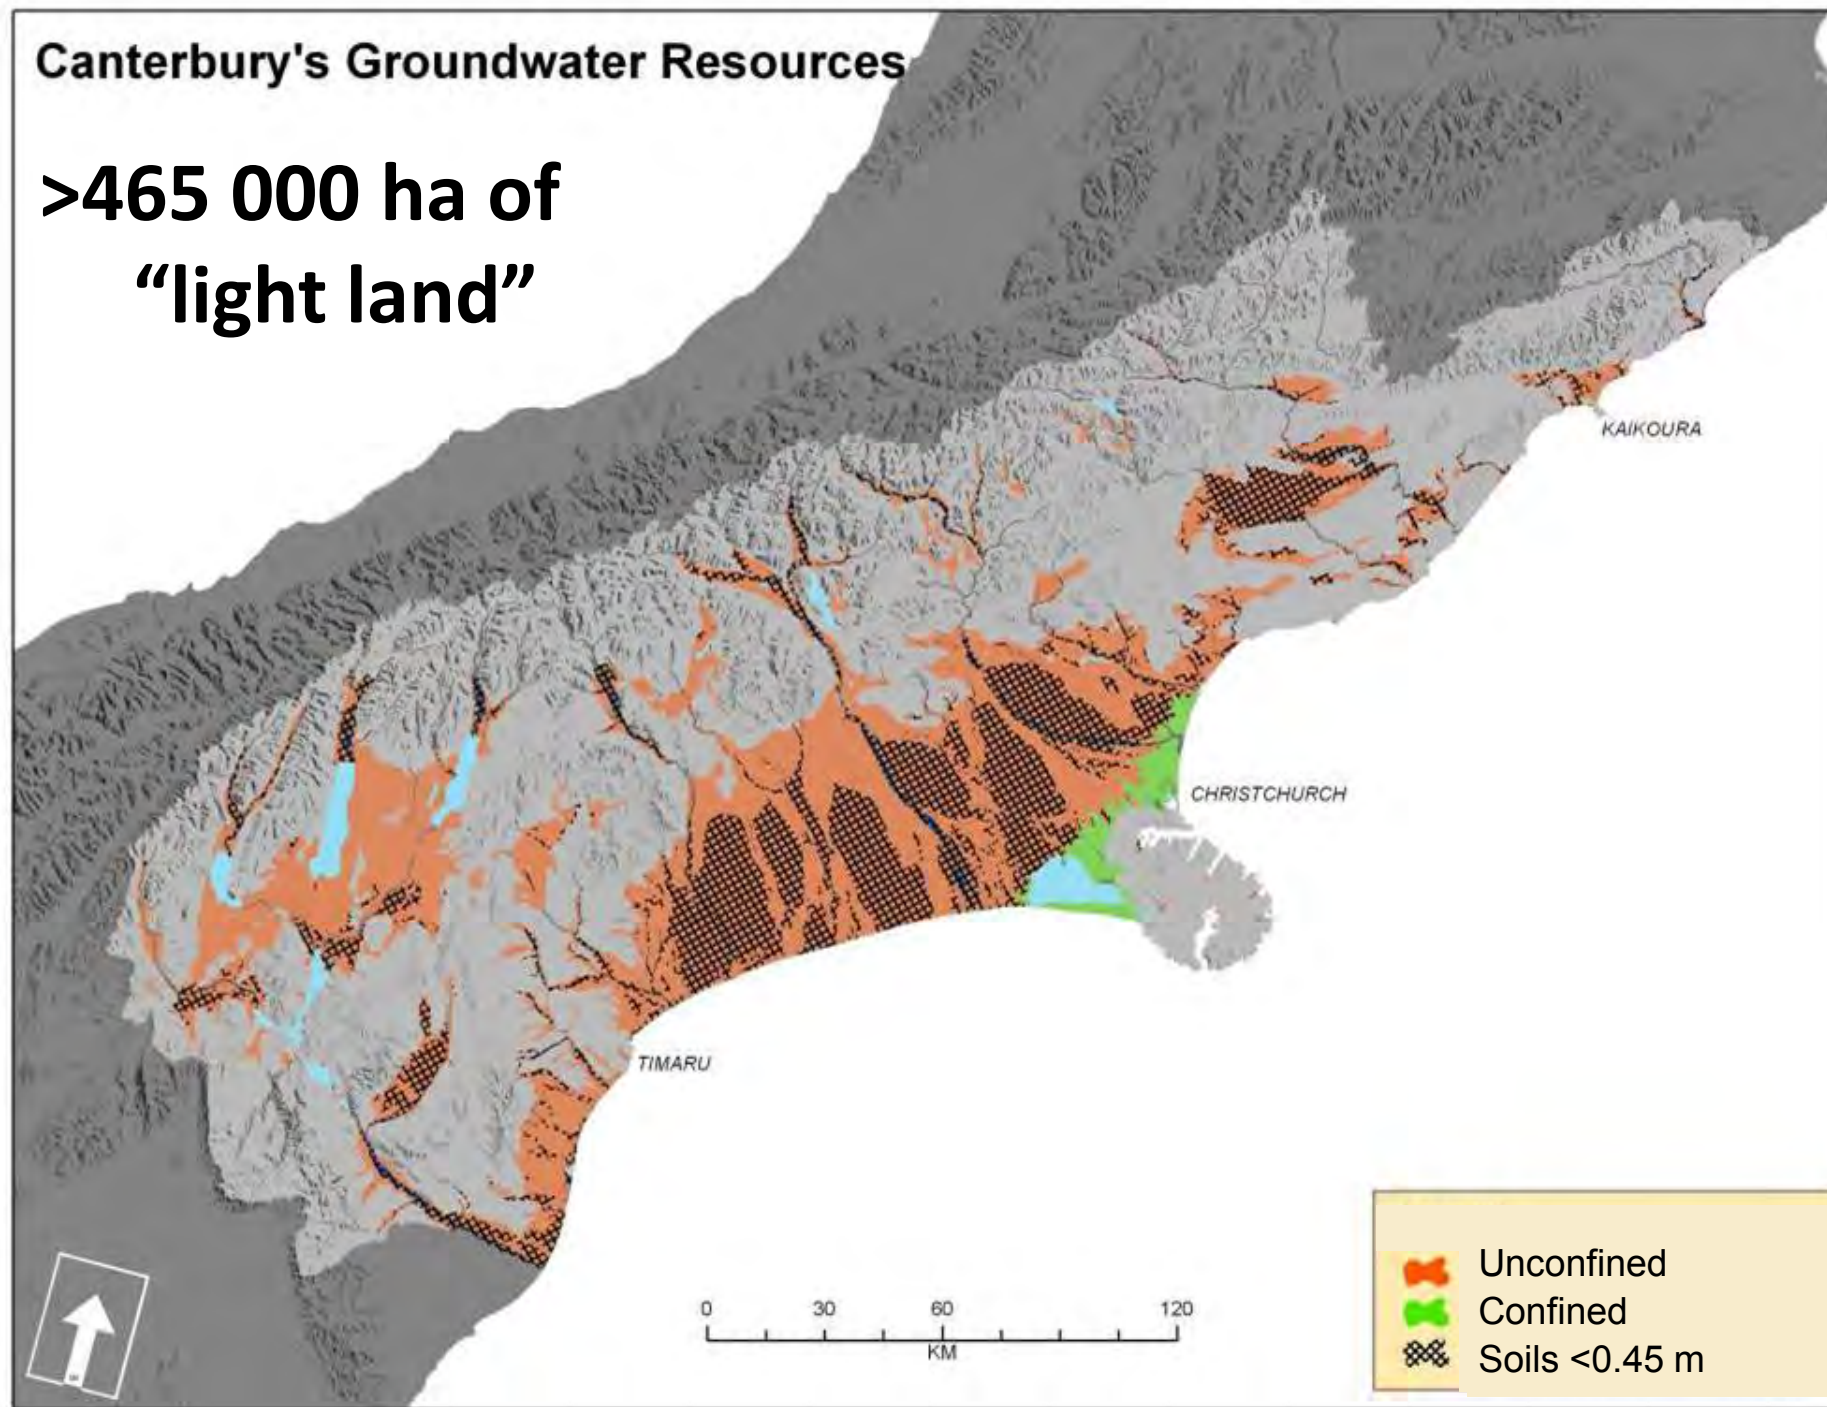 Canterbury's Groundwater Resources
>465 000 ha of
“light land”
KAIKOURA
CHRISTCHURCH
TIMARU
0 30 60 120
KM
Unconfined
Confined
Soils <0.45 m